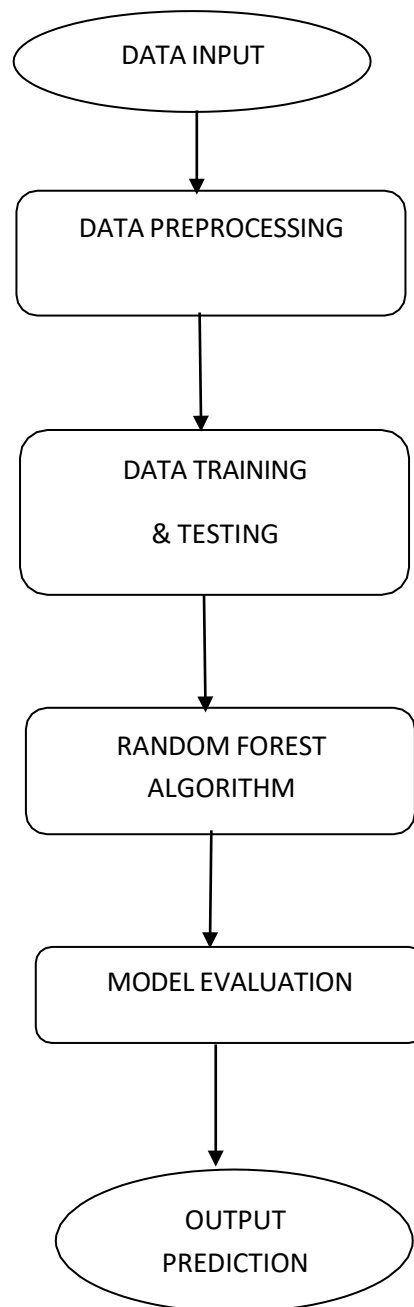 DATA INPUT
DATA PREPROCESSING
DATA TRAINING
& TESTING
RANDOM FOREST
ALGORITHM
MODEL EVALUATION
OUTPUT
PREDICTION